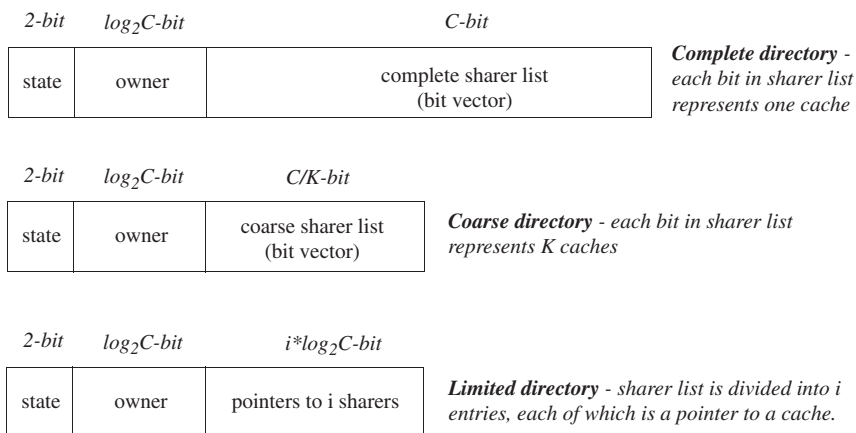 2-bit log2C-bit C-bit
state owner complete sharer list
(bit vector)
Complete directory -
each bit in sharer list
represents one cache
2-bit log2C-bit C/K-bit
state owner coarse sharer list
(bit vector)
Coarse directory - each bit in sharer list
represents K caches
2-bit log2C-bit i*log2C-bit
state owner pointers to i sharers
Limited directory - sharer list is divided into i
entries, each of which is a pointer to a cache.